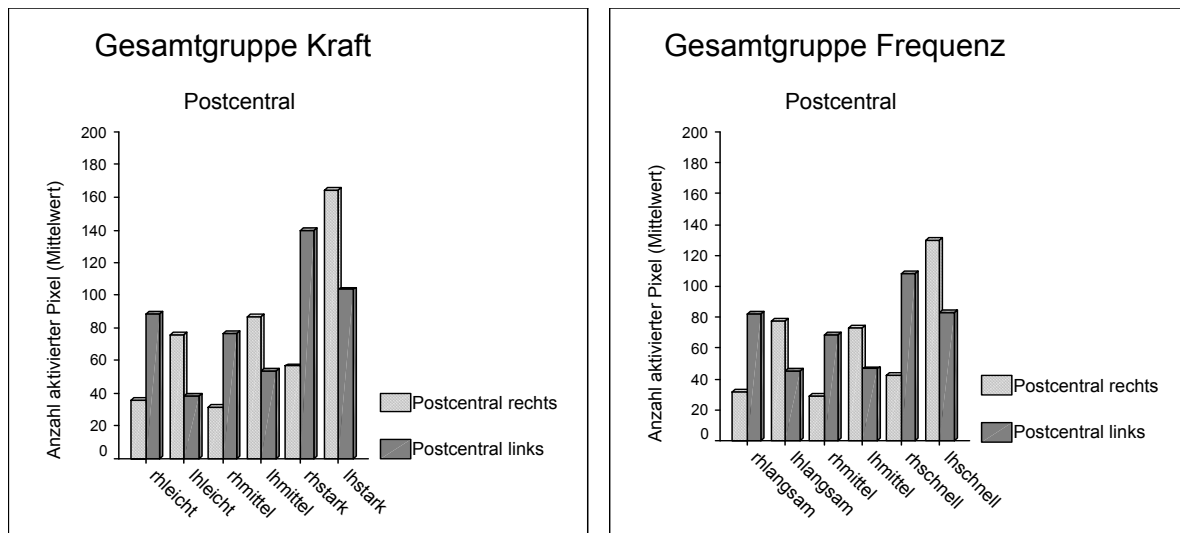 Gesamtgruppe Kraft
Postcentral
Anzahl aktivierter Pixel (Mittelwert)
200
180
160
140
120
100
80
60
40
20
0
rhleicht
lhleicht
rhmittel
lhmittel
rhstark
lhstark
Postcentral rechts
Postcentral links
Gesamtgruppe Frequenz
Postcentral
Anzahl aktivierter Pixel (Mittelwert)
200
180
160
140
120
100
80
60
40
20
0
rhlangsam
lhlangsam
rhmittel
lhmittel
rhschnell
lhschnell
Postcentral rechts
Postcentral links